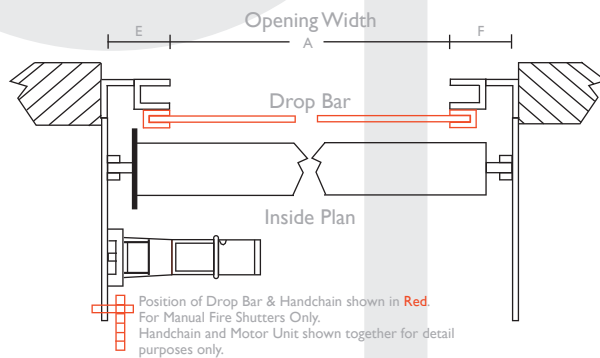 Opening Width
E
A
F
Drop Bar
Inside Plan
Position of Drop Bar & Handchain shown in Red.
For Manual Fire Shutters Only.
Handchain and Motor Unit shown together for detail
purposes only.